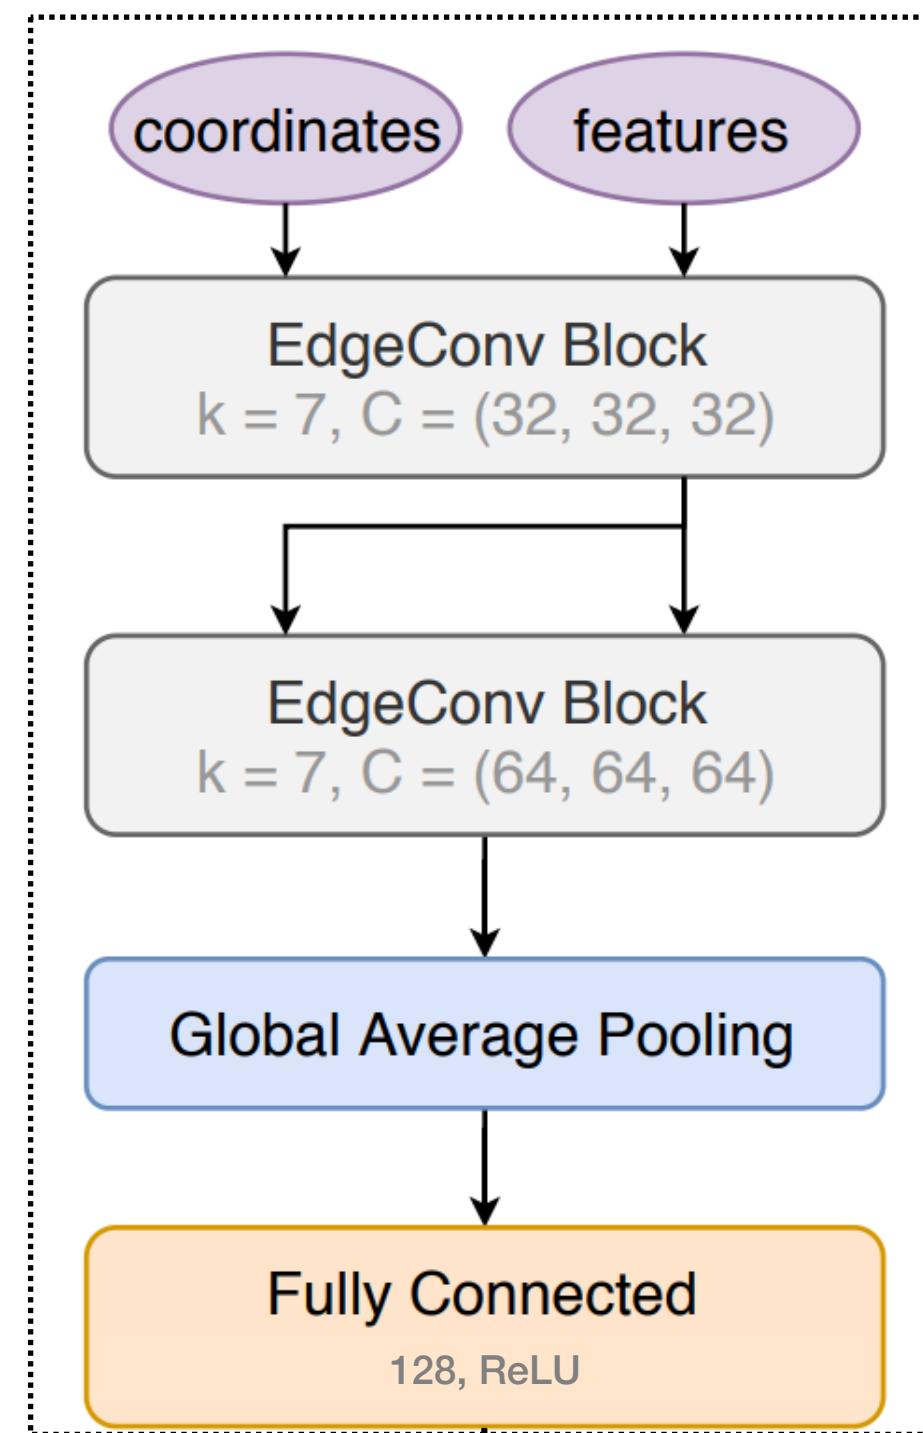 coordinates
features
EdgeConv Block
k = 7, C = (32, 32, 32)
EdgeConv Block
k = 7, C = (64, 64, 64)
Global Average Pooling
Fully Connected
128, ReLU